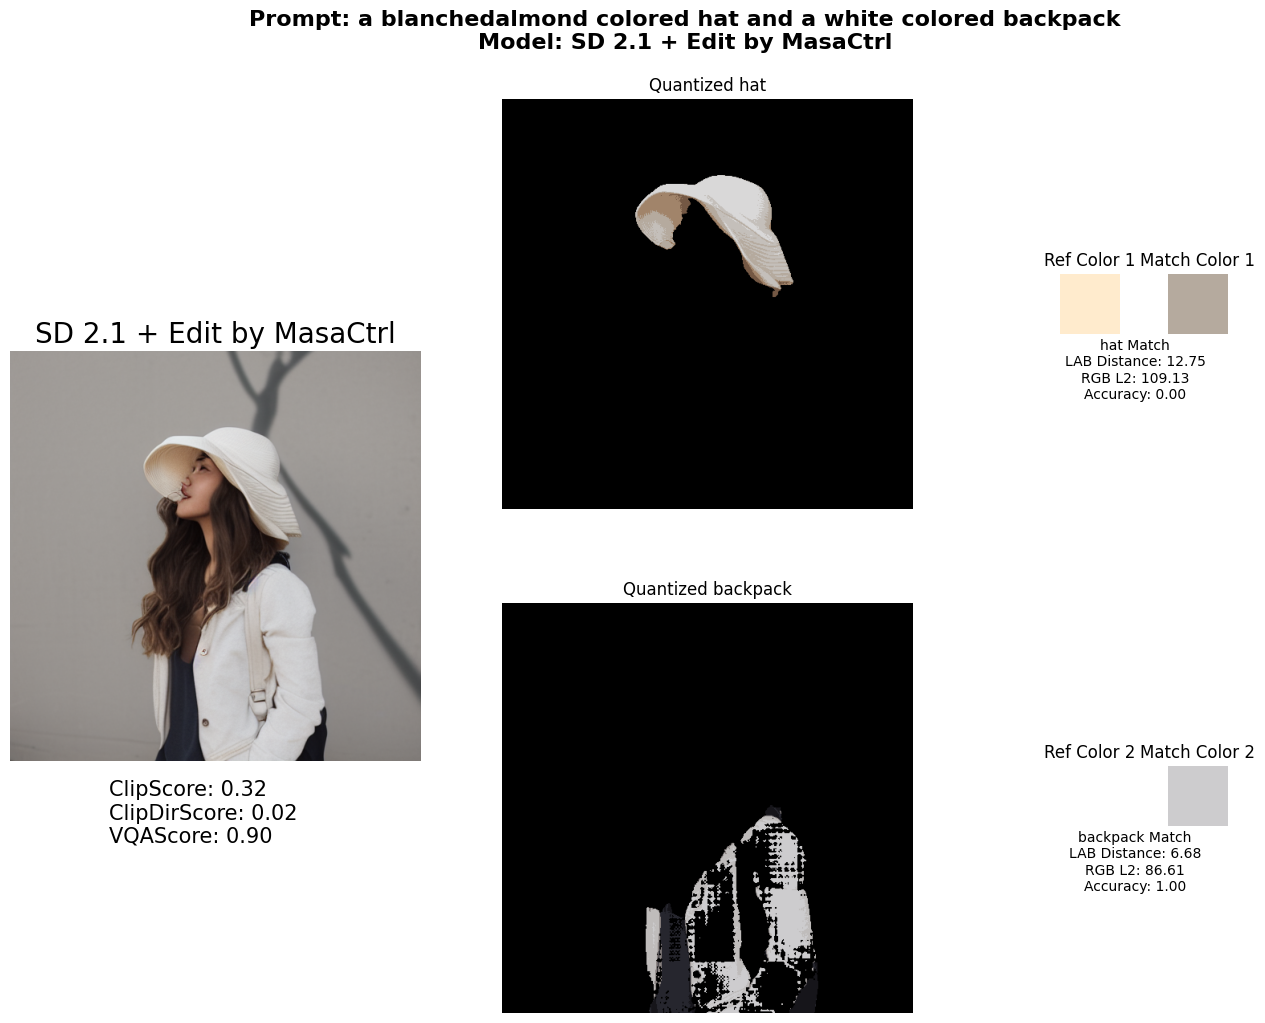 Prompt: a blanchedalmond colored hat and a white colored backpack
Model: SD 2.1 + Edit by MasaCtrl
Quantized hat
Ref Color 1 Match Color 1
hat Match
LAB Distance: 12.75
RGB L2: 109.13
Accuracy: 0.00
SD 2.1 + Edit by MasaCtrl
ClipScore: 0.32
ClipDirScore: 0.02
VQAScore: 0.90
Quantized backpack
Ref Color 2 Match Color 2
backpack Match
LAB Distance: 6.68
RGB L2: 86.61
Accuracy: 1.00